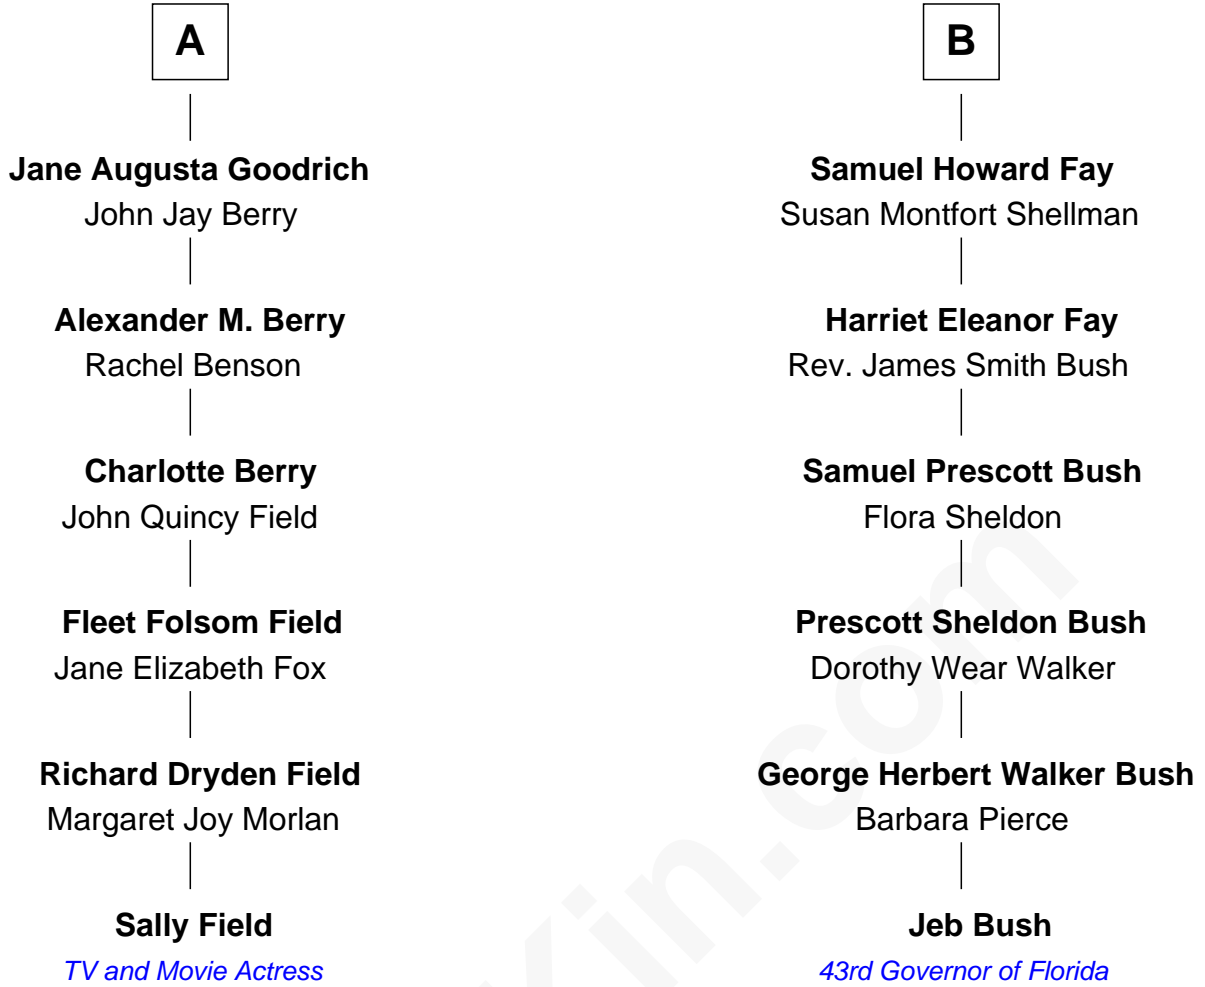 A
Jane Augusta Goodrich
John Jay Berry
Alexander M. Berry
Rachel Benson
Charlotte Berry
John Quincy Field
Fleet Folsom Field
Jane Elizabeth Fox
Richard Dryden Field
Margaret Joy Morlan
Sally Field
TV and Movie Actress
B
Samuel Howard Fay
Susan Montfort Shellman
Harriet Eleanor Fay
Rev. James Smith Bush
Samuel Prescott Bush
Flora Sheldon
Prescott Sheldon Bush
Dorothy Wear Walker
George Herbert Walker Bush
Barbara Pierce
Jeb Bush
43rd Governor of Florida
Kin.com